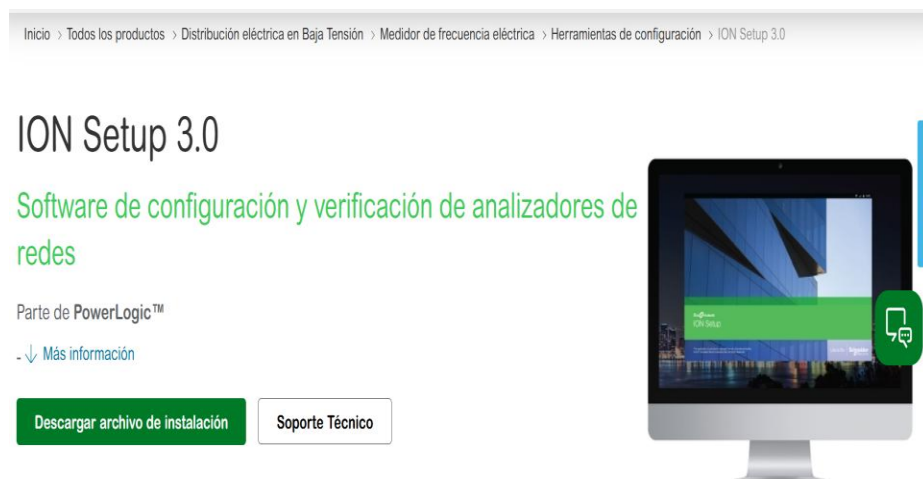 Inicio > Todos los productos > Distribución eléctrica en Baja Tensión > Medidor de frecuencia eléctrica > Herramientas de configuración > ION Setup 3.0
ION Setup 3.0
Software de configuración y verificación de analizadores de
redes
Parte de PowerLogic™
- ↓ Más información
Descargar archivo de instalación
Soporte Técnico
ION Setup